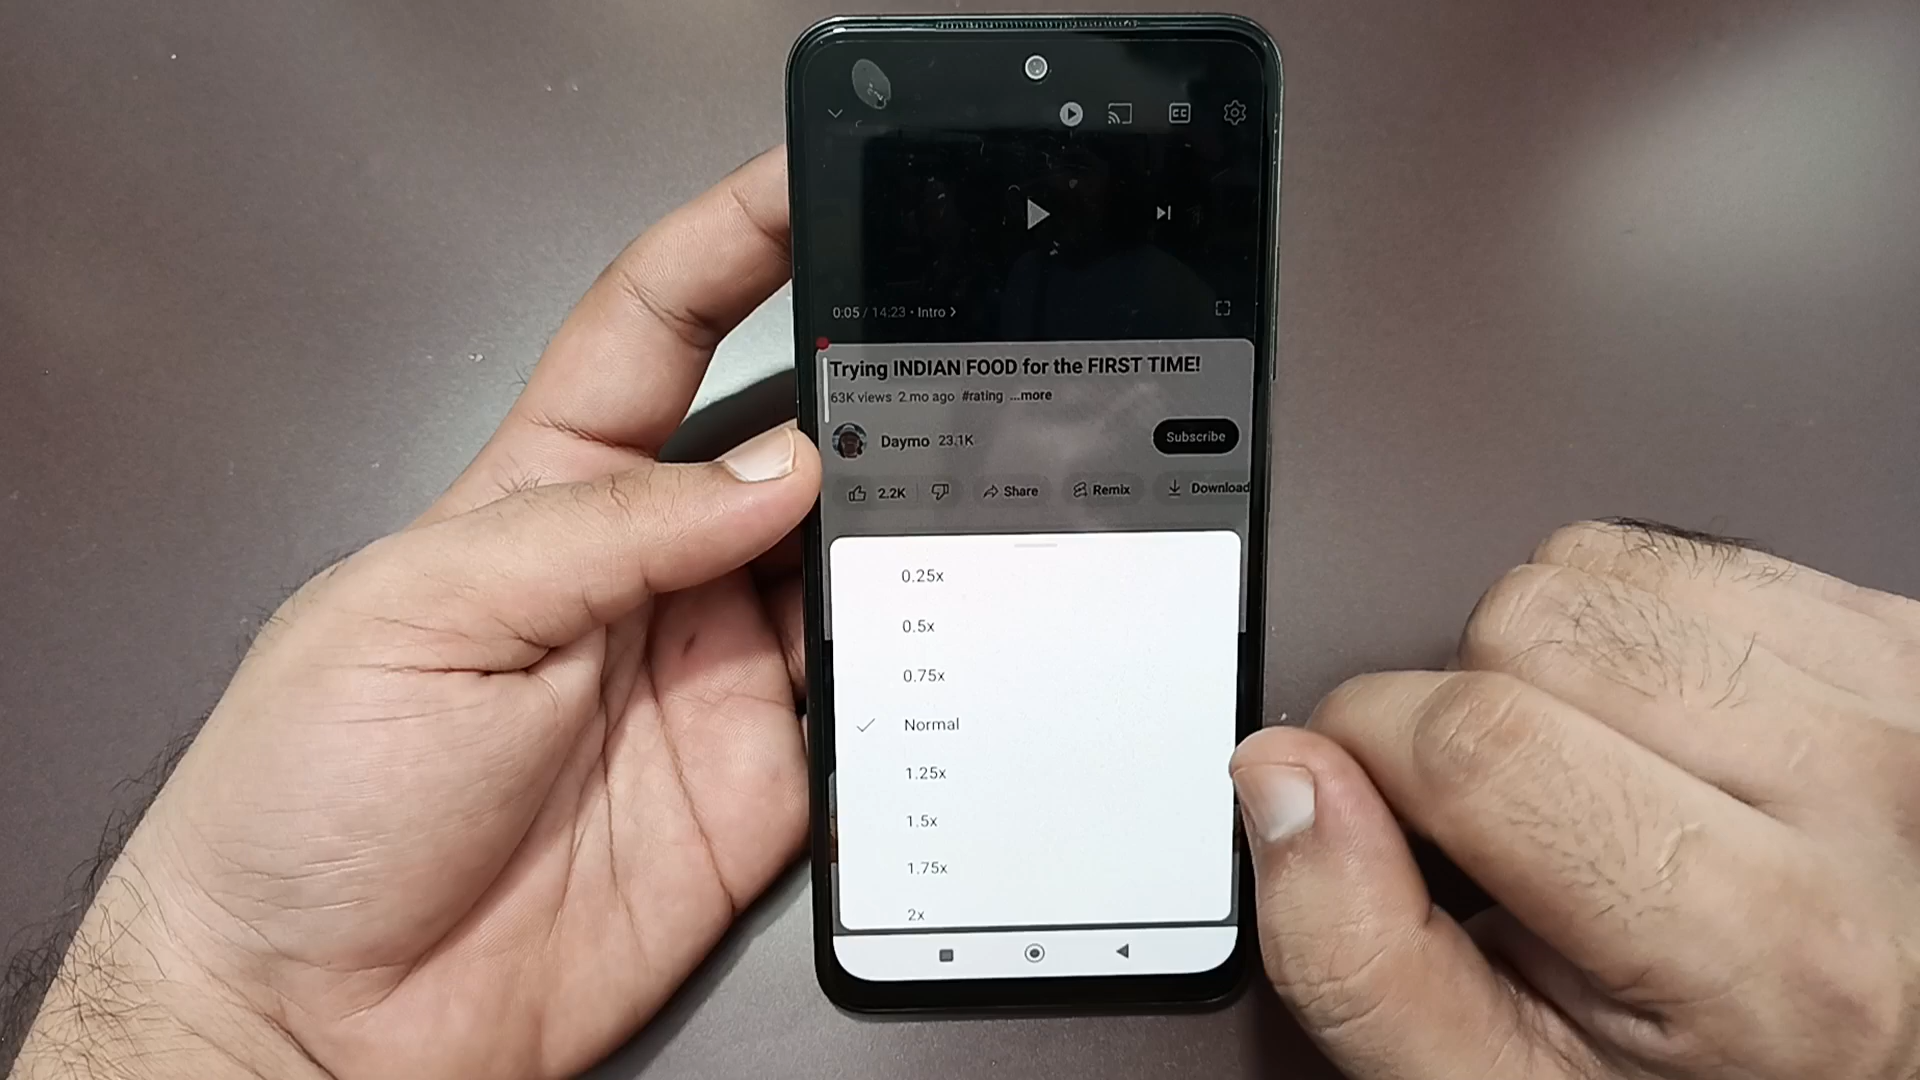 CC
0:05 / 14:23 • Intro >
Trying INDIAN FOOD for the FIRST TIME!
63K views 2 mo ago #rating ...more
Daymo 23.1K
Subscribe
2.2K Share Remix Download
0.25x
0.5x
0.75x
Normal
1.25x
1.5x
1.75x
2x